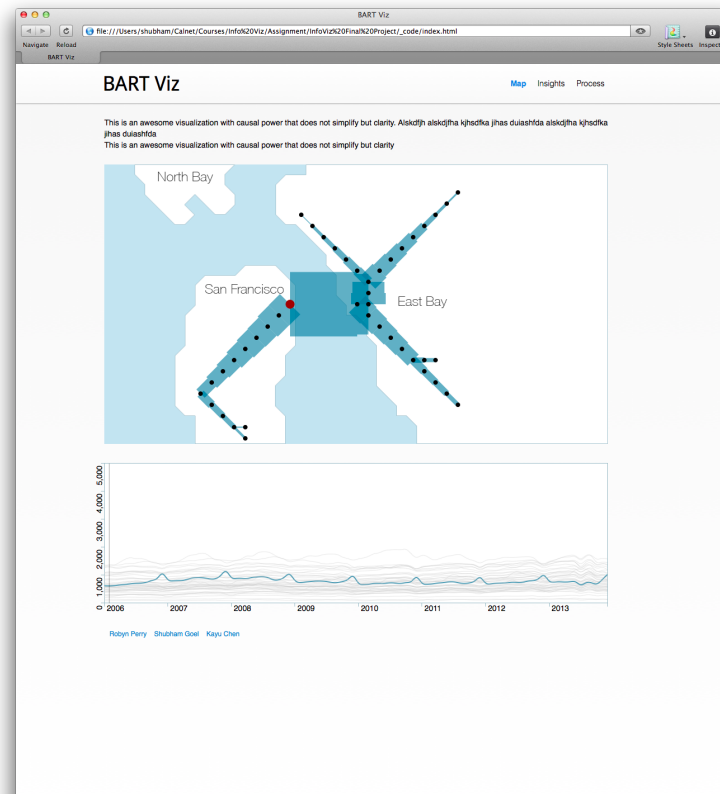 BART Viz
file:///Users/shubham/Calnet/Courses/Info%20Viz/Assignment/InfoViz%20Final%20Project/_code/index.html
Navigate Reload
Style Sheets Inspect
BART Viz
BART Viz
Map Insights Process
This is an awesome visualization with causal power that does not simplify but clarity. Alskdfjh alskdjfha kjhsdfka jihas duiashfda alskdjfha kjhsdfka
jihas duiashfda
This is an awesome visualization with causal power that does not simplify but clarity
North Bay
San Francisco
East Bay
5,000
4,000
3,000
2,000
1,000
0
2006 2007 2008 2009 2010 2011 2012 2013
Robyn Perry Shubham Goel Kayu Chen